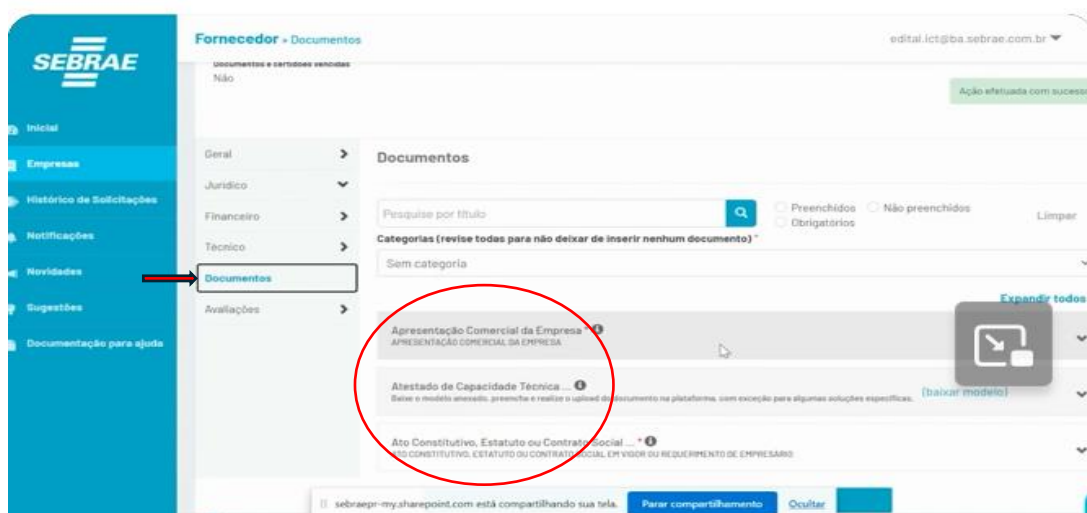 SEBRAE
Fornecedor » Documentos
edital.ict@ba.sebrae.com.br
Documentos e certidões vencidas
Não
Ação efetuada com sucesso
Inicial
Empresas
Histórico de Solicitações
Notificações
Novidades
Sugestões
Documentação para ajuda
Geral
Jurídico
Financeiro
Técnico
Documentos
Avaliações
Documentos
Pesquise por título
Preenchidos Não preenchidos
Obrigatórios
Limpar
Categorias (revise todas para não deixar de inserir nenhum documento) *
Sem categoria
Expandir todos
Apresentação Comercial da Empresa *
APRESENTAÇÃO COMERCIAL DA EMPRESA
Atestado de Capacidade Técnica ...
Baixe o modelo anexado, preencha e realize o upload do documento na plataforma, com exceção para algumas soluções específicas.
(baixar modelo)
Ato Constitutivo, Estatuto ou Contrato Social ... *
ATO CONSTITUTIVO, ESTATUTO OU CONTRATO SOCIAL EM VIGOR OU REQUERIMENTO DE EMPRESÁRIO
sebraepr-my.sharepoint.com está compartilhando sua tela.
Parar compartilhamento
Ocultar